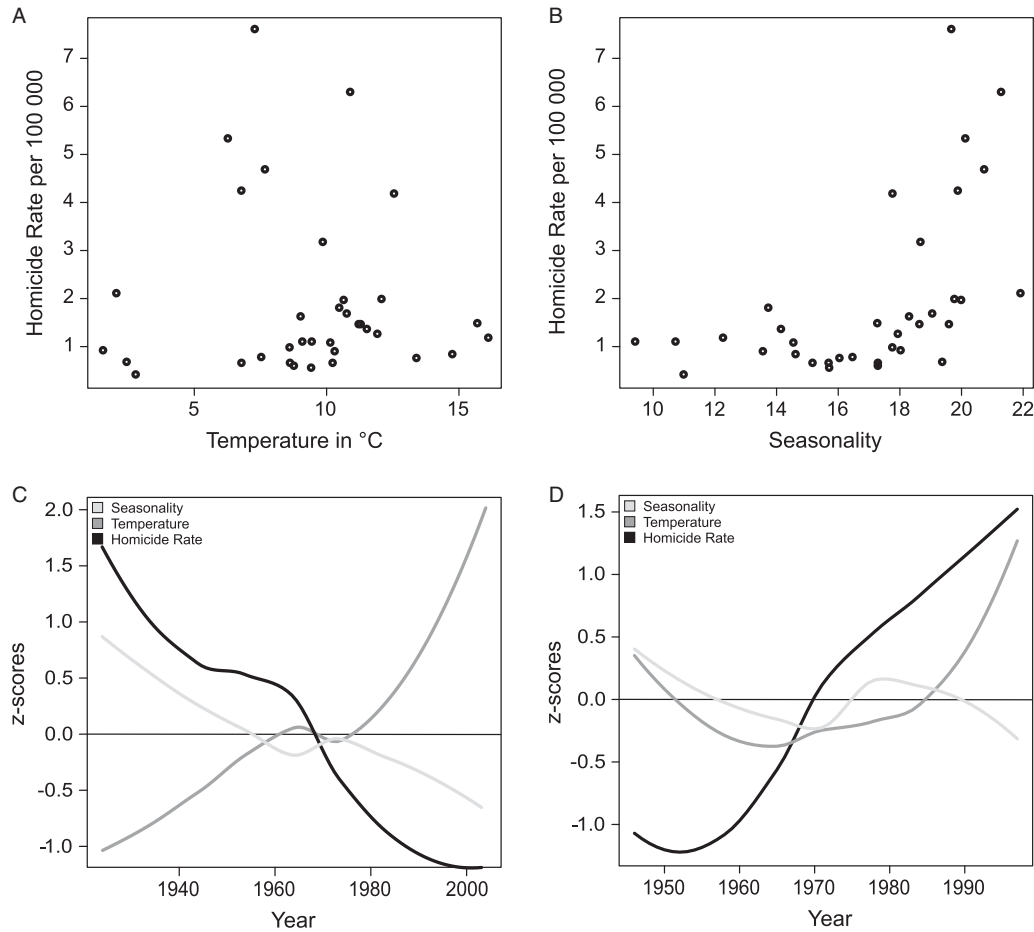 A
Homicide Rate per 100 000
7
6
5
4
3
2
1
5 10 15
Temperature in °C
B
Homicide Rate per 100 000
7
6
5
4
3
2
1
10 12 14 16 18 20 22
Seasonality
C
z-scores
2.0
1.5
1.0
0.5
0.0
-0.5
-1.0
Seasonality
Temperature
Homicide Rate
1940 1960 1980 2000
Year
D
z-scores
1.5
1.0
0.5
0.0
-0.5
-1.0
Seasonality
Temperature
Homicide Rate
1950 1960 1970 1980 1990
Year